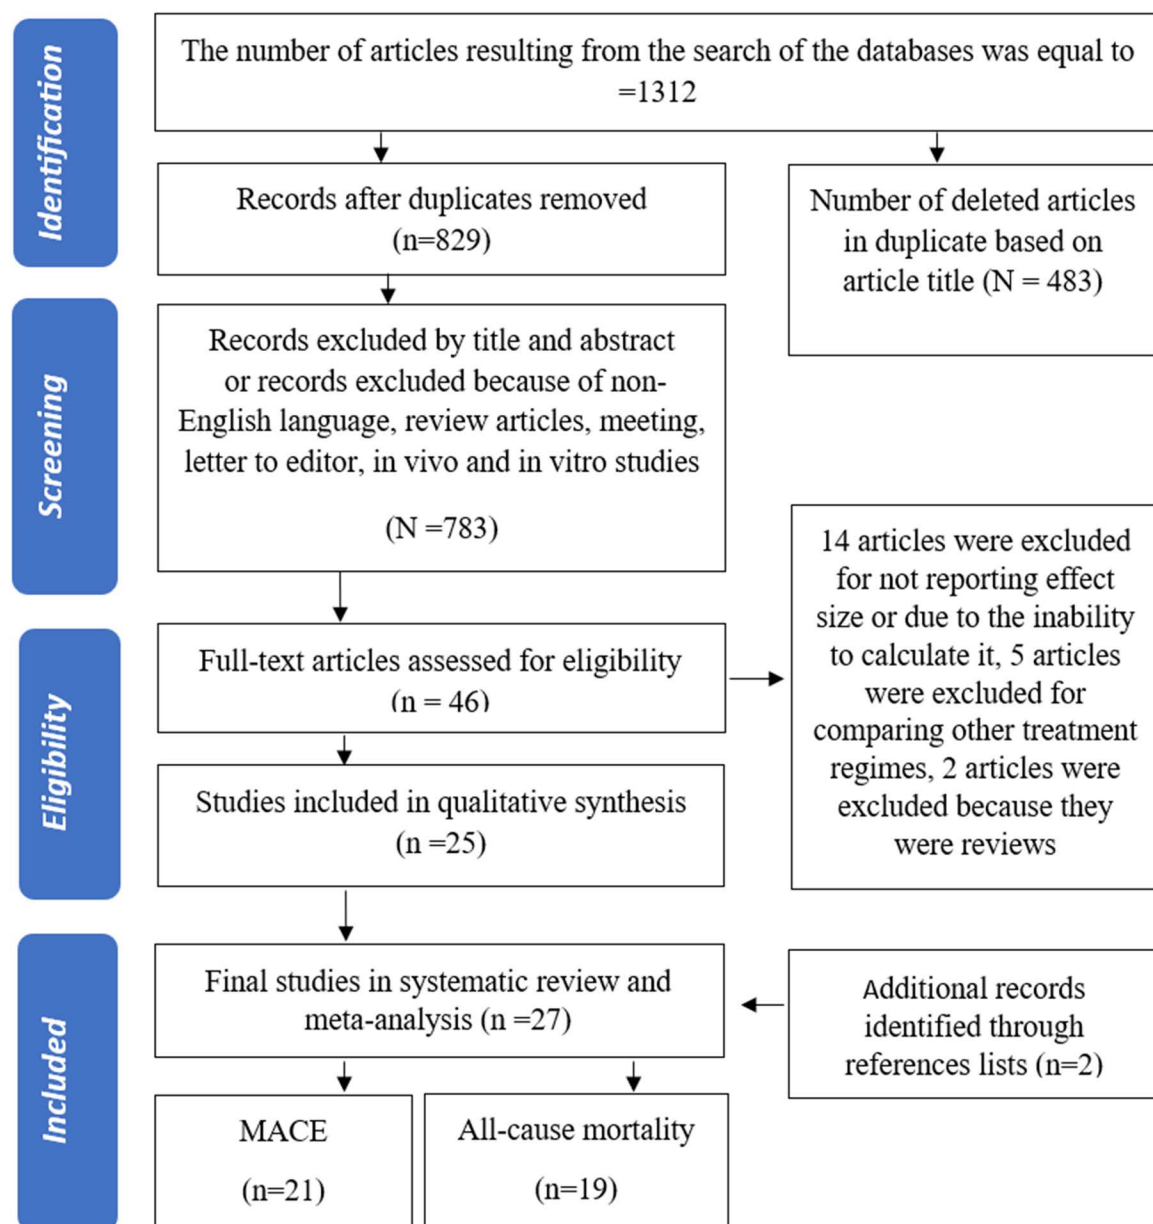 Identification
The number of articles resulting from the search of the databases was equal to
=1312
Records after duplicates removed
(n=829)
Number of deleted articles
in duplicate based on
article title (N = 483)
Screening
Records excluded by title and abstract
or records excluded because of non-
English language, review articles, meeting,
letter to editor, in vivo and in vitro studies
(N =783)
Eligibility
Full-text articles assessed for eligibility
(n = 46)
14 articles were excluded
for not reporting effect
size or due to the inability
to calculate it, 5 articles
were excluded for
comparing other treatment
regimes, 2 articles were
excluded because they
were reviews
Studies included in qualitative synthesis
(n =25)
Included
Final studies in systematic review and
meta-analysis (n =27)
Additional records
identified through
references lists (n=2)
MACE
(n=21)
All-cause mortality
(n=19)